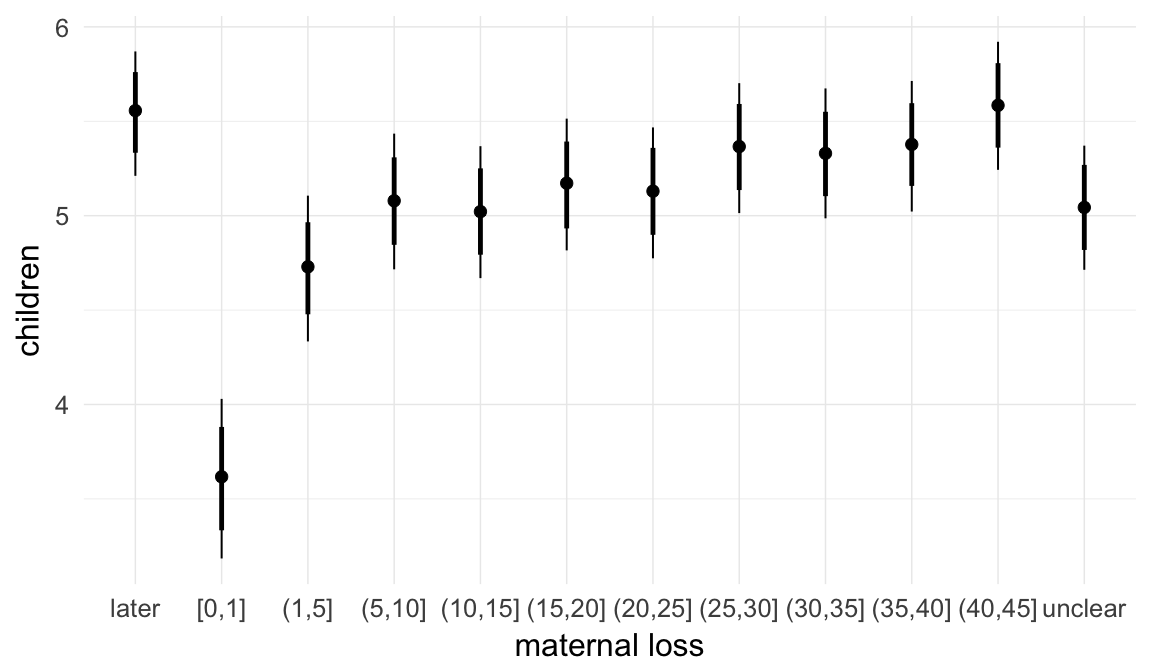 6
5
4
children
later [0,1] (1,5] (5,10] (10,15] (15,20] (20,25] (25,30] (30,35] (35,40] (40,45] unclear
maternal loss